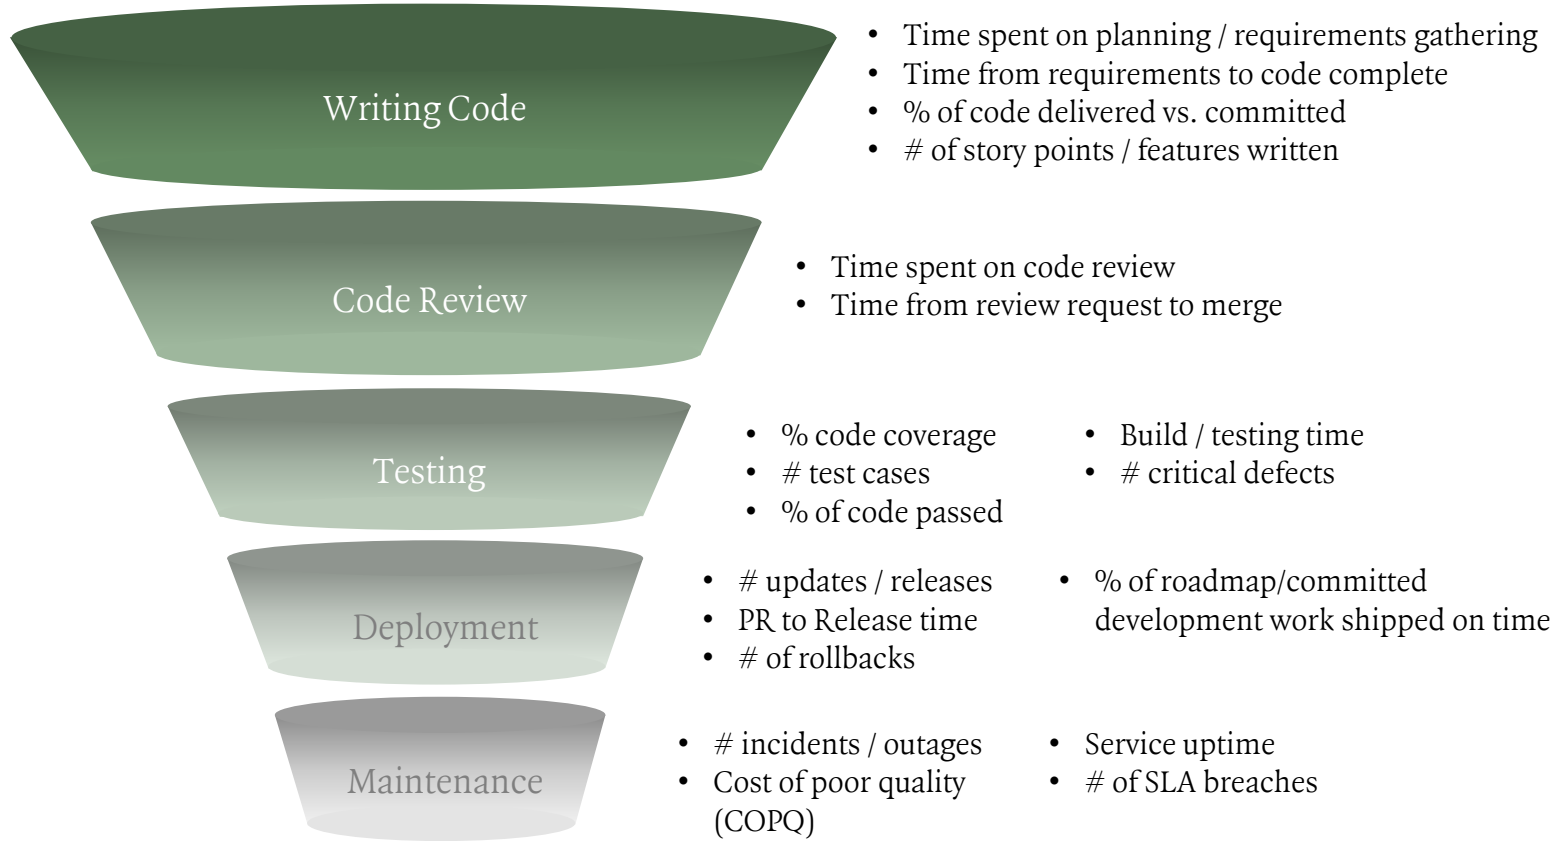 Writing Code
• Time spent on planning / requirements gathering
• Time from requirements to code complete
• % of code delivered vs. committed
• # of story points / features written
Code Review
• Time spent on code review
• Time from review request to merge
Testing
• % code coverage
• # test cases
• % of code passed
• Build / testing time
• # critical defects
Deployment
• # updates / releases
• PR to Release time
• # of rollbacks
• % of roadmap/committed
development work shipped on time
Maintenance
• # incidents / outages
• Cost of poor quality
(COPQ)
• Service uptime
• # of SLA breaches